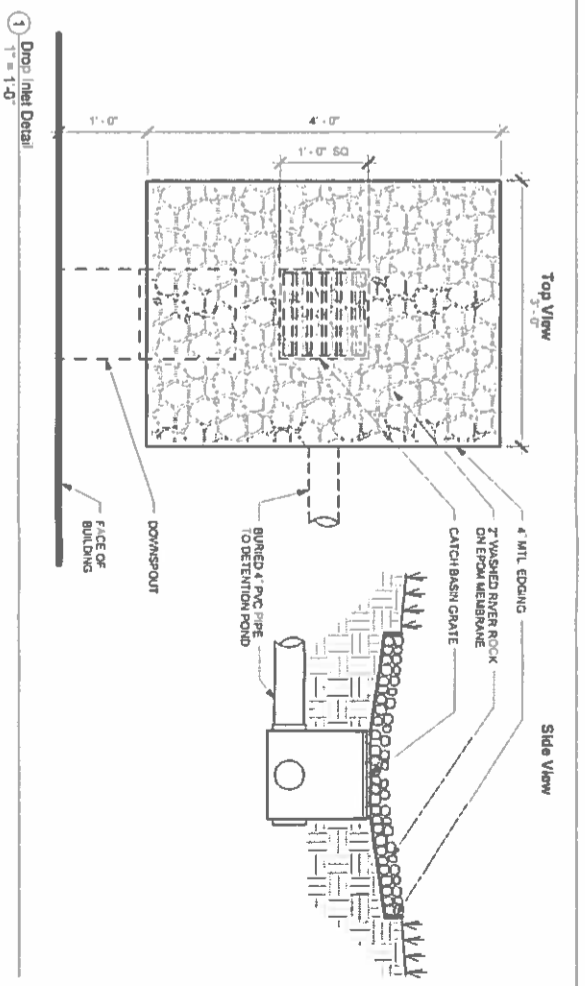 Top View
Side View
3' - 0"
4' - 0"
1' - 0" SQ
1' - 0"
4" MTL EDGING
2" WASHED RIVER ROCK
ON EPDM MEMBRANE
CATCH BASIN GRATE
BURIED 4" PVC PIPE
TO DETENTION POND
DOWNSPOUT
FACE OF
BUILDING
1 Drop Inlet Detail
1" = 1'-0"